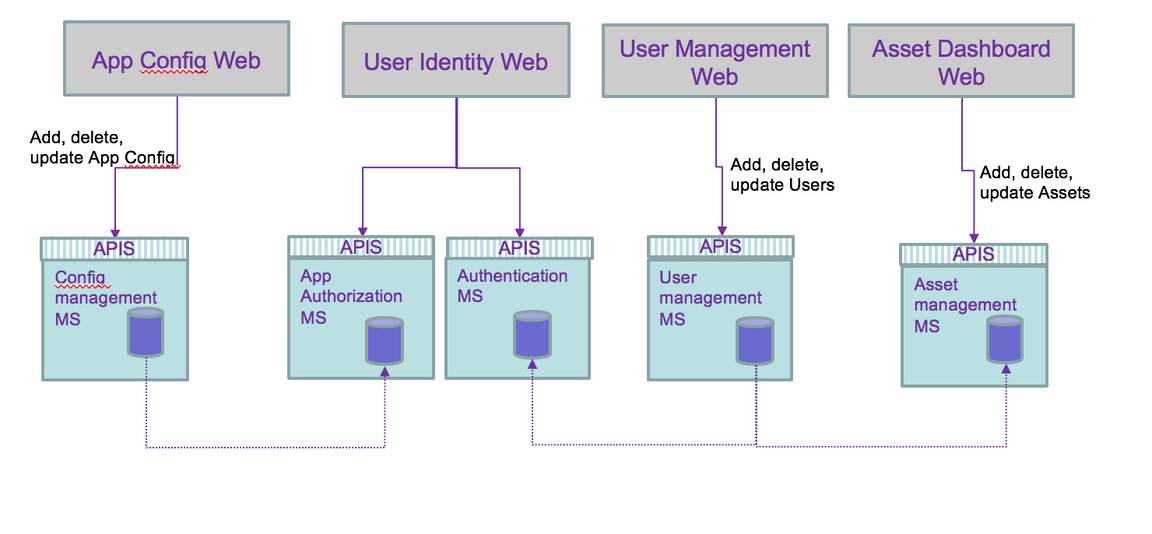 App Config Web
User Identity Web
User Management
Web
Asset Dashboard
Web
Add, delete,
update App Config
Add, delete,
update Users
Add, delete,
update Assets
APIS
Config
management
MS
APIS
App
Authorization
MS
APIS
Authentication
MS
APIS
User
management
MS
APIS
Asset
management
MS